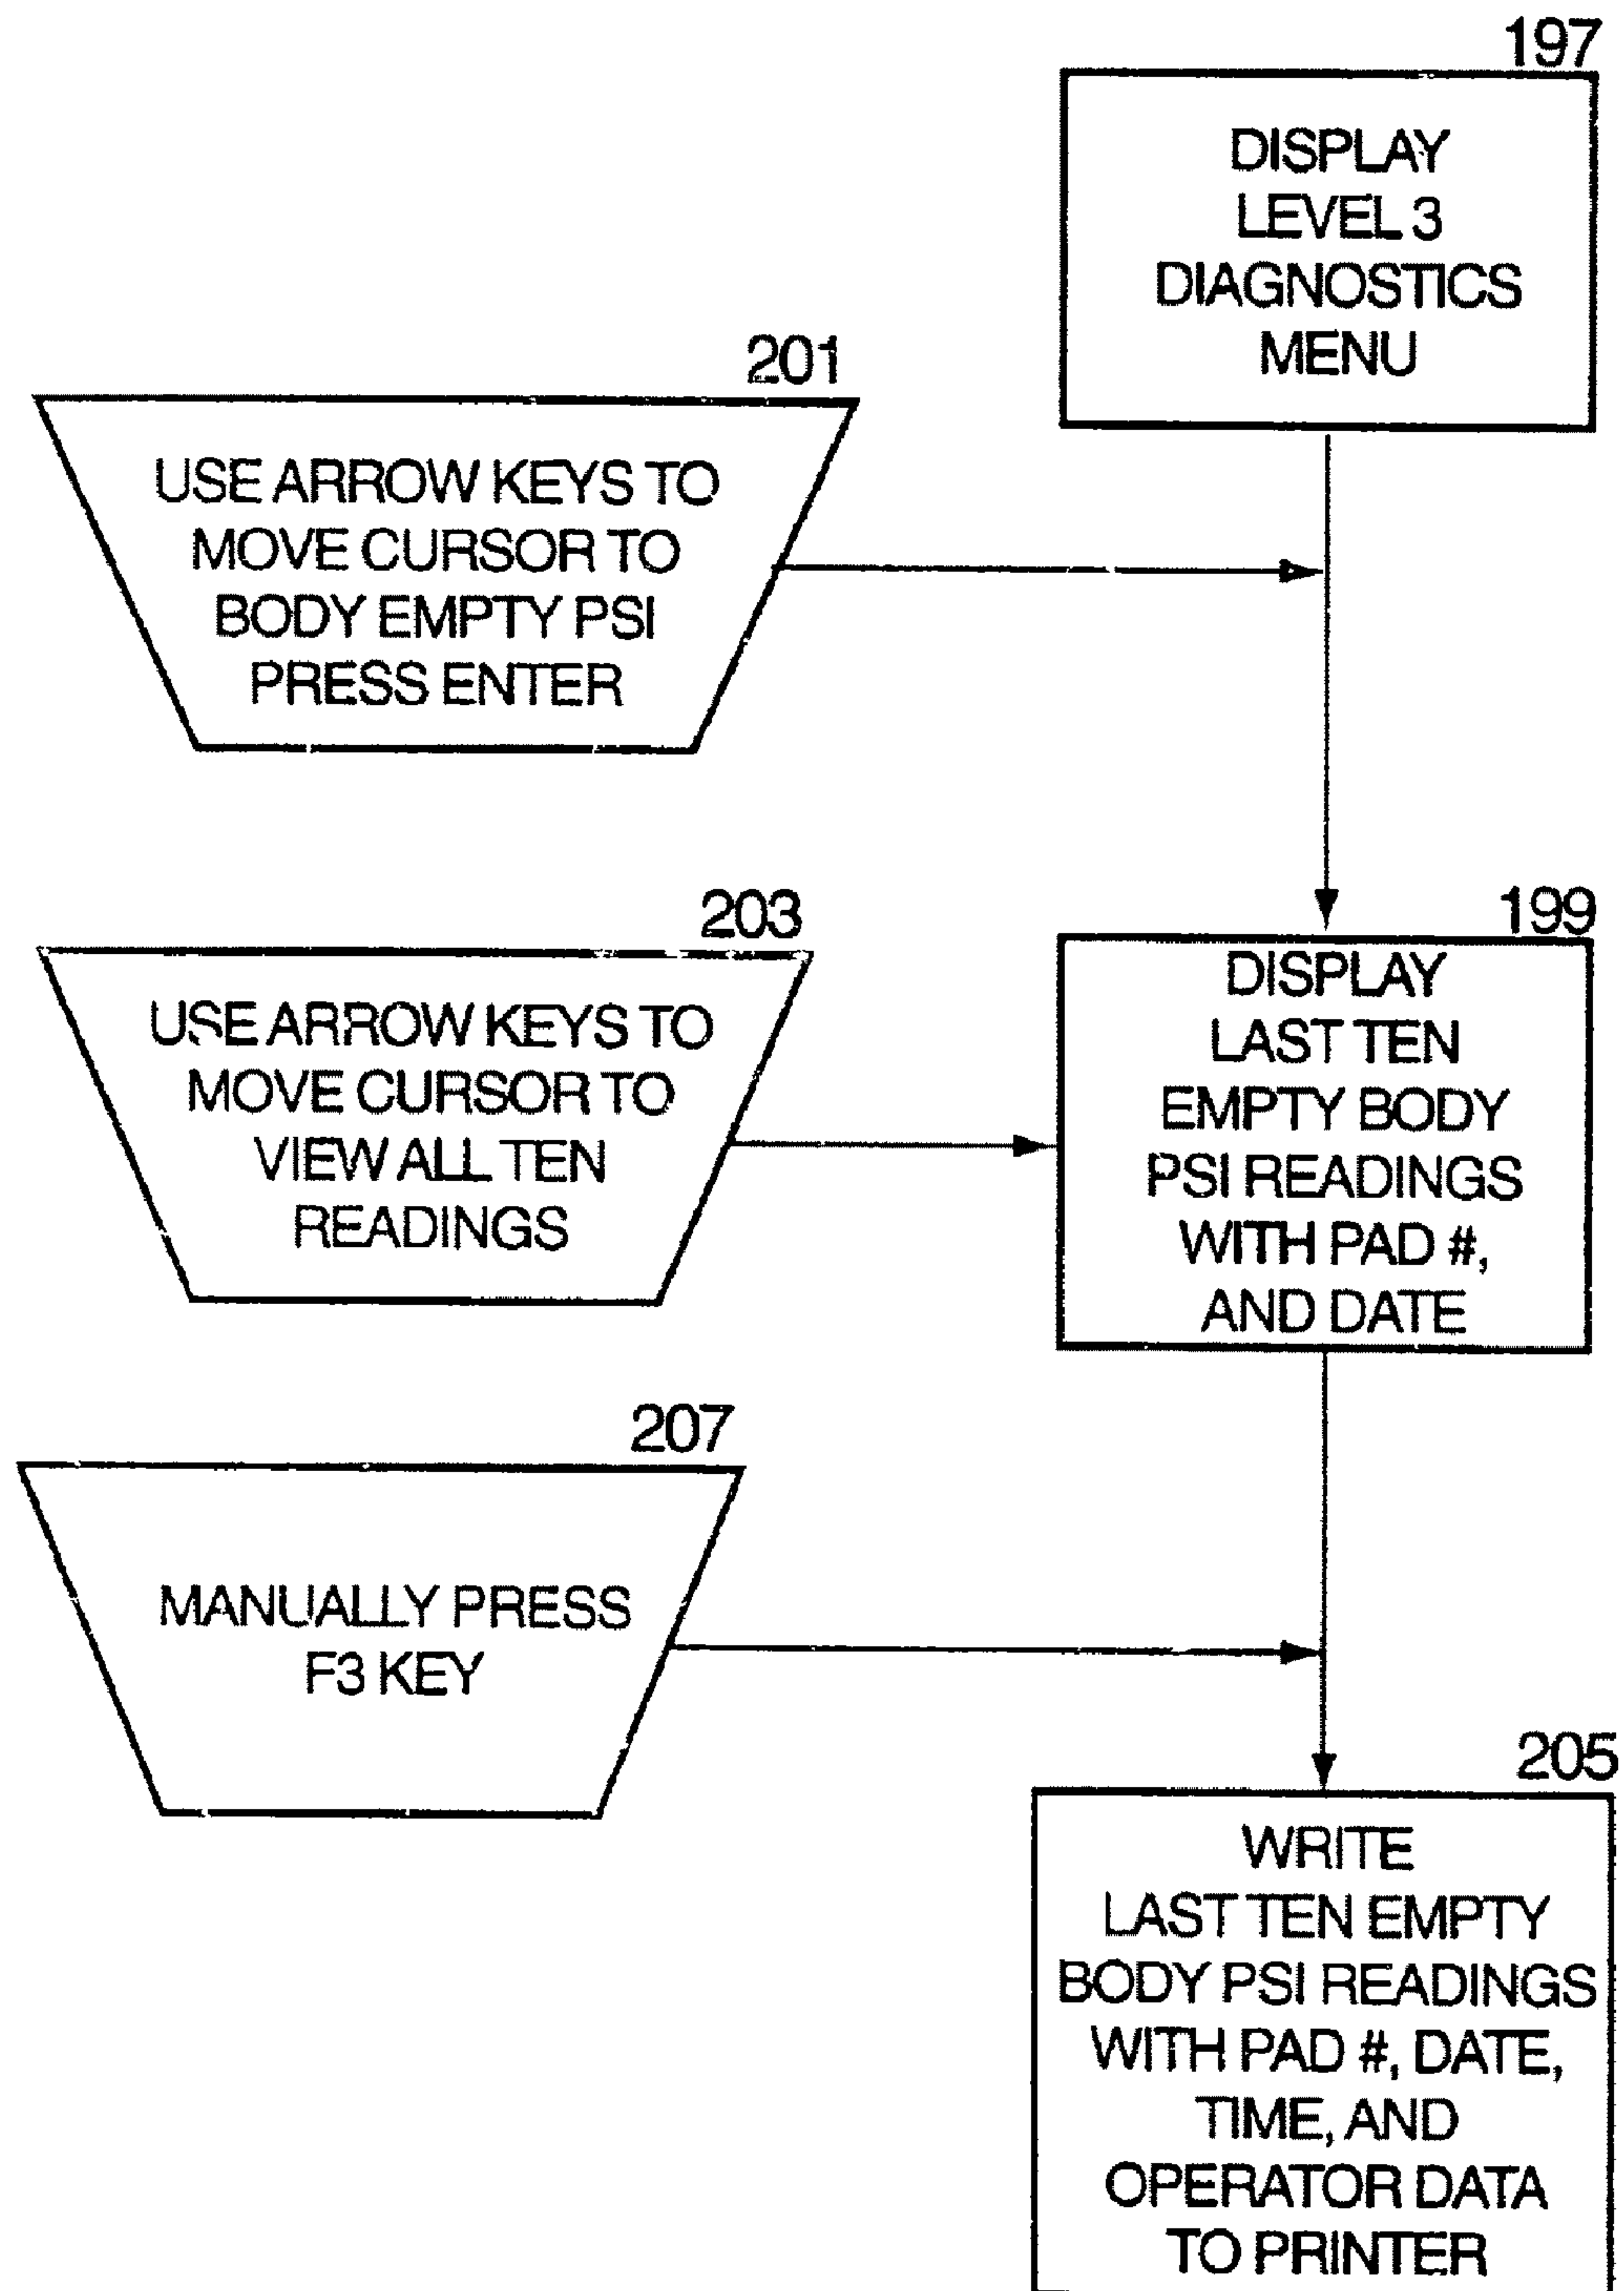 197
DISPLAY
LEVEL 3
DIAGNOSTICS
MENU
201
USE ARROW KEYS TO
MOVE CURSOR TO
BODY EMPTY PSI
PRESS ENTER
203
USE ARROW KEYS TO
MOVE CURSOR TO
VIEW ALL TEN
READINGS
199
DISPLAY
LAST TEN
EMPTY BODY
PSI READINGS
WITH PAD #,
AND DATE
207
MANUALLY PRESS
F3 KEY
205
WRITE
LAST TEN EMPTY
BODY PSI READINGS
WITH PAD #, DATE,
TIME, AND
OPERATOR DATA
TO PRINTER